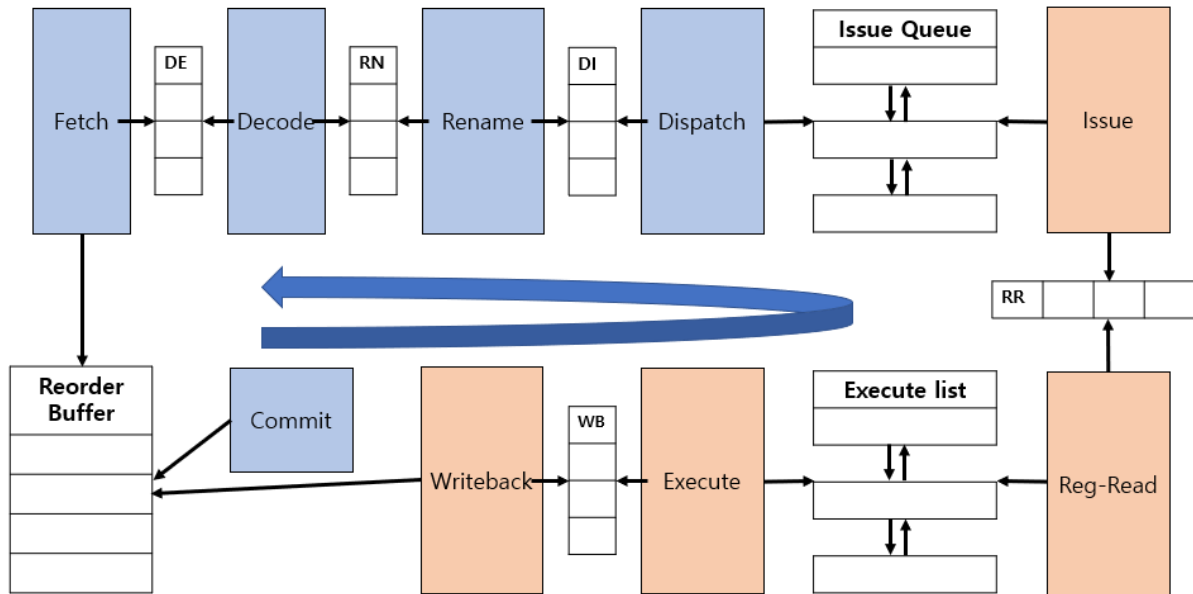 Fetch
DE
Decode
RN
Rename
DI
Dispatch
Issue Queue
Issue
RR
Reorder
Buffer
Commit
Writeback
WB
Execute
Execute list
Reg-Read